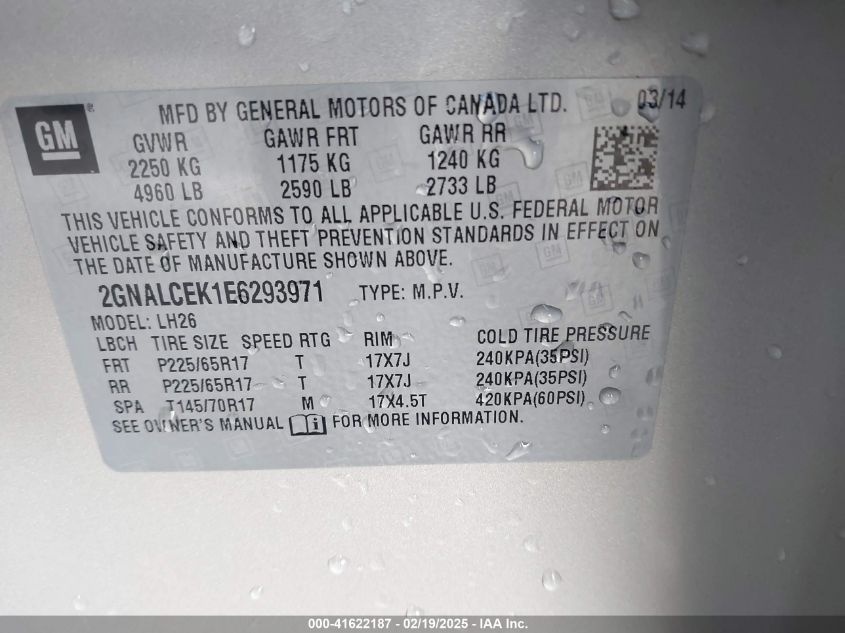 GM
MFD BY GENERAL MOTORS OF CANADA LTD. 03/14
GVWR GAWR FRT GAWR RR
2250 KG 1175 KG 1240 KG
4960 LB 2590 LB 2733 LB
THIS VEHICLE CONFORMS TO ALL APPLICABLE U.S. FEDERAL MOTOR
VEHICLE SAFETY AND THEFT PREVENTION STANDARDS IN EFFECT ON
THE DATE OF MANUFACTURE SHOWN ABOVE.
2GNALCEK1E6293971 TYPE: M.P.V.
MODEL: LH26
LBCH TIRE SIZE SPEED RTG RIM COLD TIRE PRESSURE
FRT P225/65R17 T 17X7J 240KPA(35PSI)
RR P225/65R17 T 17X7J 240KPA(35PSI)
SPA T145/70R17 M 17X4.5T 420KPA(60PSI)
SEE OWNER'S MANUAL i FOR MORE INFORMATION.
000-41622187 - 02/19/2025 - IAA Inc.